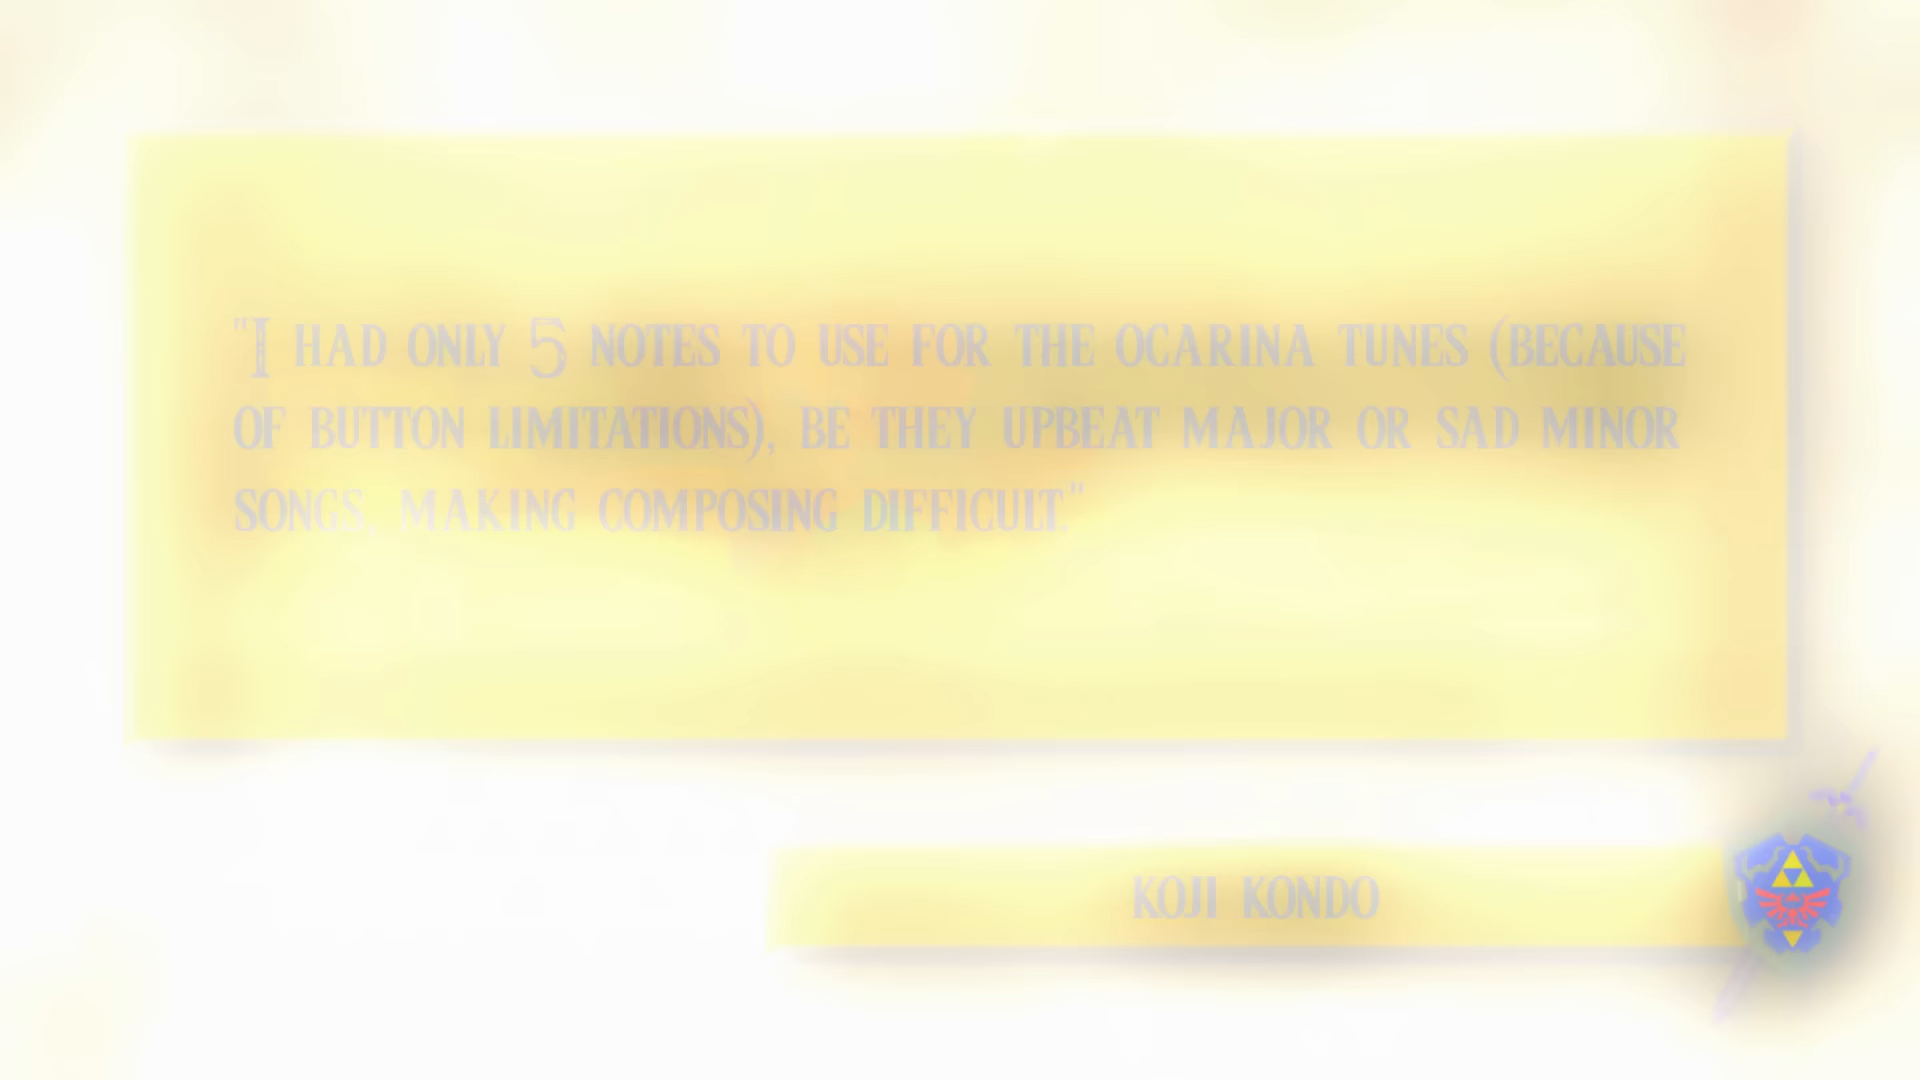 "I HAD ONLY 5 NOTES TO USE FOR THE OCARINA TUNES (BECAUSE
OF BUTTON LIMITATIONS), BE THEY UPBEAT MAJOR OR SAD MINOR
SONGS, MAKING COMPOSING DIFFICULT."
KOJI KONDO